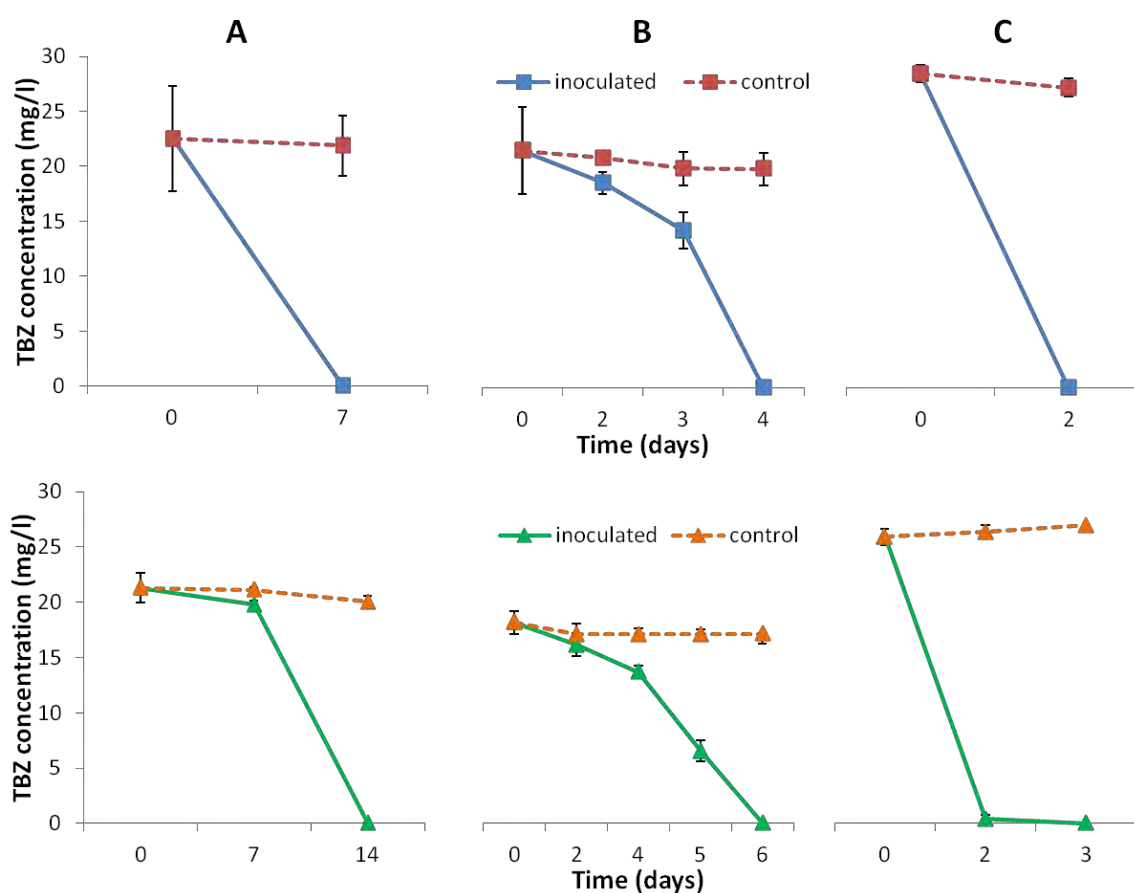 A B C
TBZ concentration (mg/l)
30
25
20
15
10
5
0
inoculated control
0 7
0 2 3 4
0 2
Time (days)
TBZ concentration (mg/l)
30
25
20
15
10
5
0
inoculated control
0 7 14
0 2 4 5 6
0 2 3
Time (days)